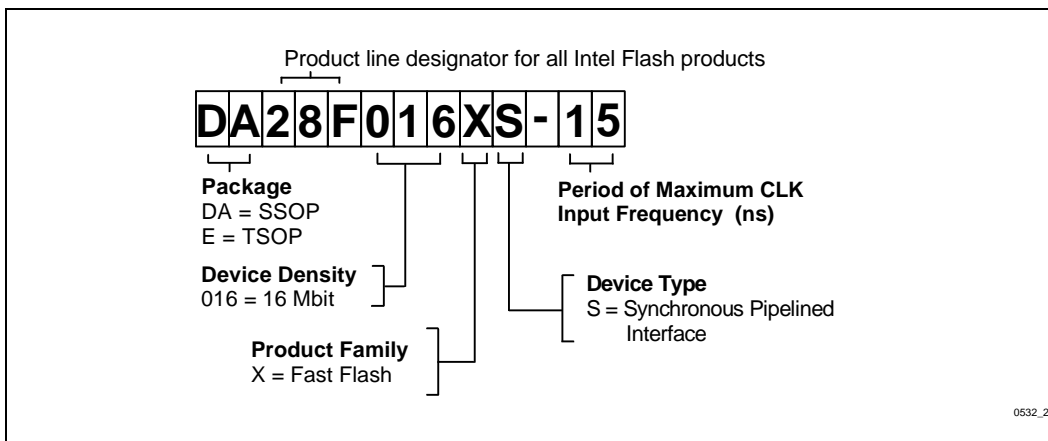 Product line designator for all Intel Flash products
DA28F016XS-15
Package
DA = SSOP
E = TSOP
Period of Maximum CLK
Input Frequency (ns)
Device Density
016 = 16 Mbit
Device Type
S = Synchronous Pipelined
Interface
Product Family
X = Fast Flash
0532_2